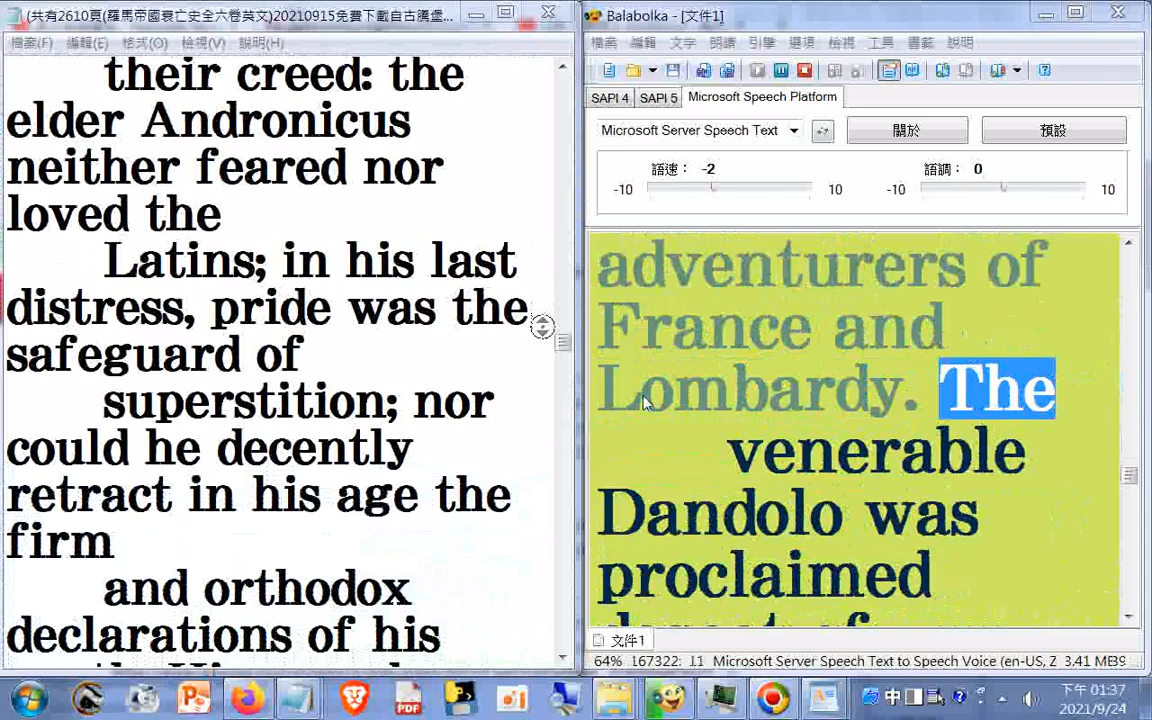 (共有2610頁(羅馬帝國衰亡史全六卷英文)20210915免費下載自古騰堡...
檔案(F) 編輯(E) 格式(O) 檢視(V) 說明(H)
their creed: the
elder Andronicus
neither feared nor
loved the
Latins; in his last
distress, pride was the
safeguard of
superstition; nor
could he decently
retract in his age the
firm
and orthodox
declarations of his
Balabolka - [文件1]
檔案 編輯 文字 朗讀 引擎 選項 檢視 工具 書籤 說明
SAPI 4 SAPI 5 Microsoft Speech Platform
Microsoft Server Speech Text 關於 預設
語速： -2 語調： 0
-10 10 -10 10
adventurers of
France and
Lombardy. The
venerable
Dandolo was
proclaimed
文件1
64% 167322: 11 Microsoft Server Speech Text to Speech Voice (en-US, Z 3.41 MB
中 下午 01:37
2021/9/24